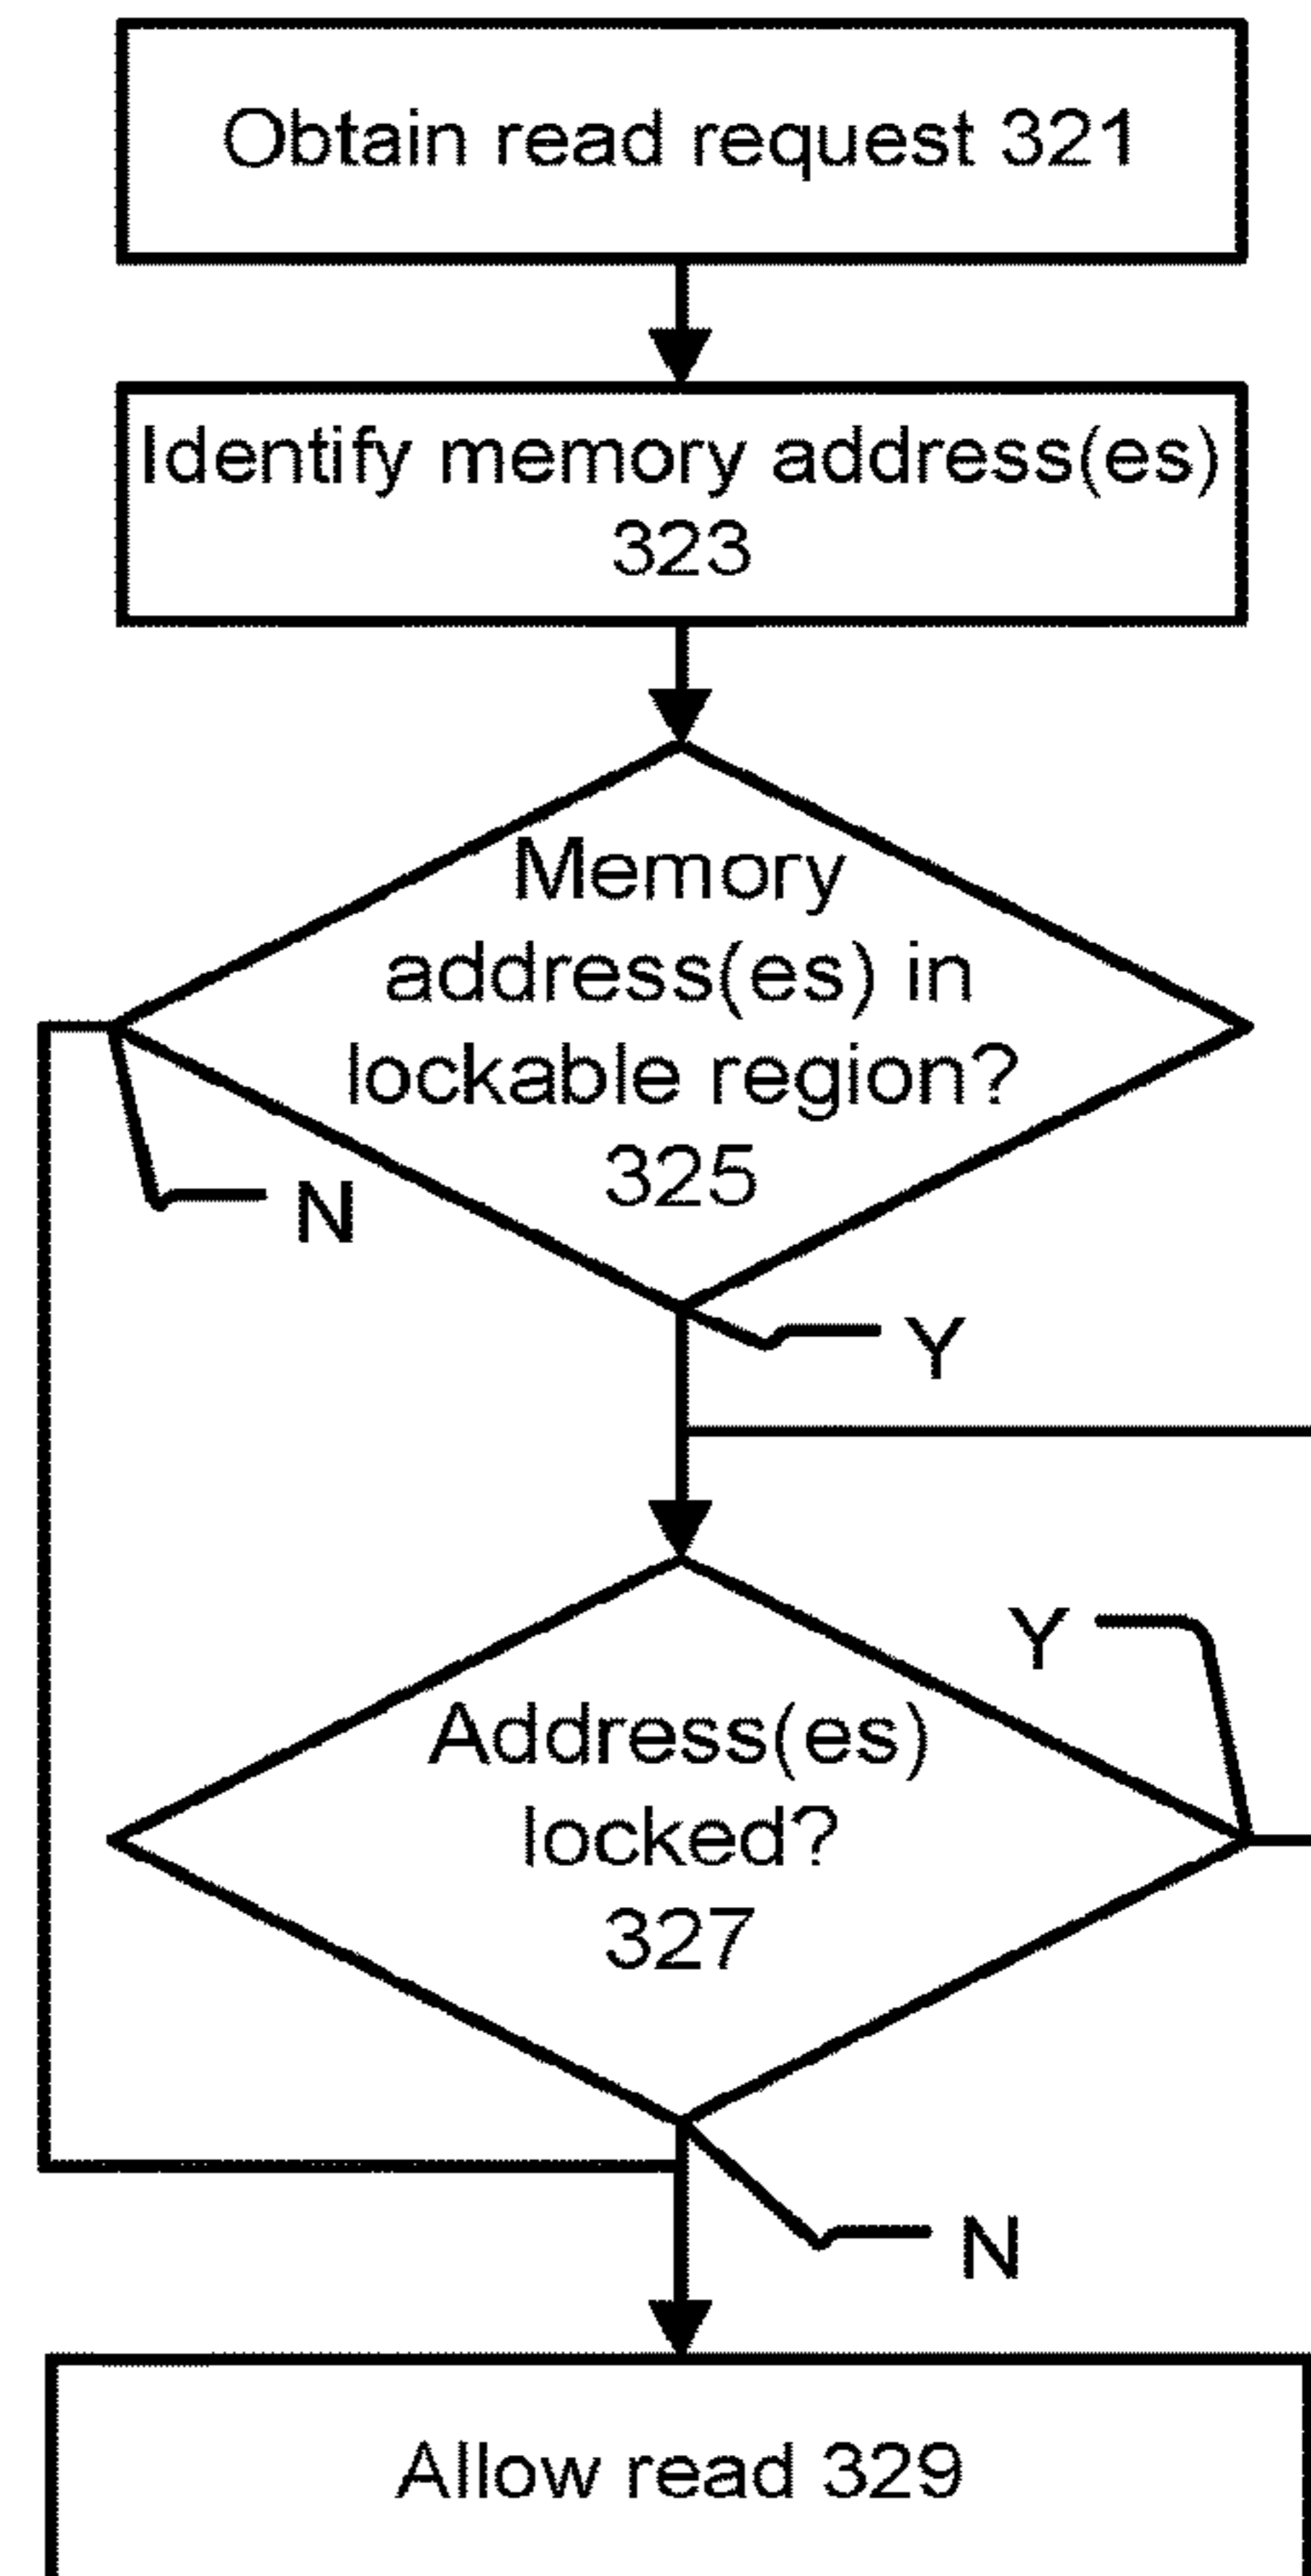 Obtain read request 321
Identify memory address(es)
323
Memory
address(es) in
lockable region?
325
N
Y
Y
Address(es)
locked?
327
N
Allow read 329